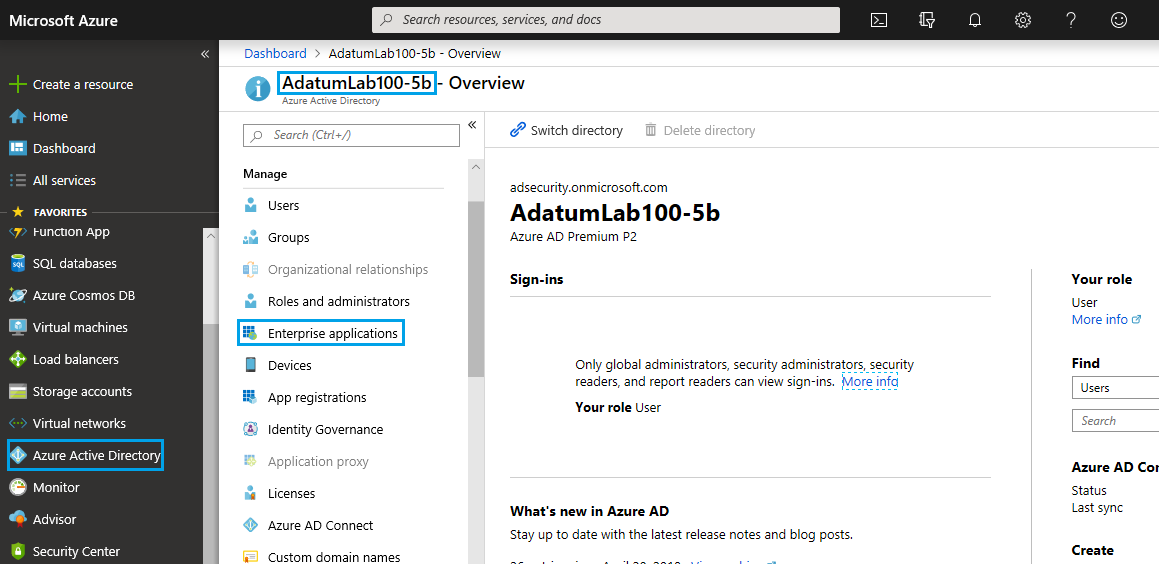 Microsoft Azure
Search resources, services, and docs
Create a resource
Home
Dashboard
All services
FAVORITES
Function App
SQL databases
Azure Cosmos DB
Virtual machines
Load balancers
Storage accounts
Virtual networks
Azure Active Directory
Monitor
Advisor
Security Center
Dashboard > AdatumLab100-5b - Overview
AdatumLab100-5b - Overview
Azure Active Directory
Search (Ctrl+/)
Manage
Users
Groups
Organizational relationships
Roles and administrators
Enterprise applications
Devices
App registrations
Identity Governance
Application proxy
Licenses
Azure AD Connect
Custom domain names
Switch directory
Delete directory
adsecurity.onmicrosoft.com
AdatumLab100-5b
Azure AD Premium P2
Sign-ins
Only global administrators, security administrators, security
readers, and report readers can view sign-ins. More info
Your role User
What's new in Azure AD
Stay up to date with the latest release notes and blog posts.
Your role
User
More info
Find
Users
Search
Azure AD Co
Status
Last sync
Create